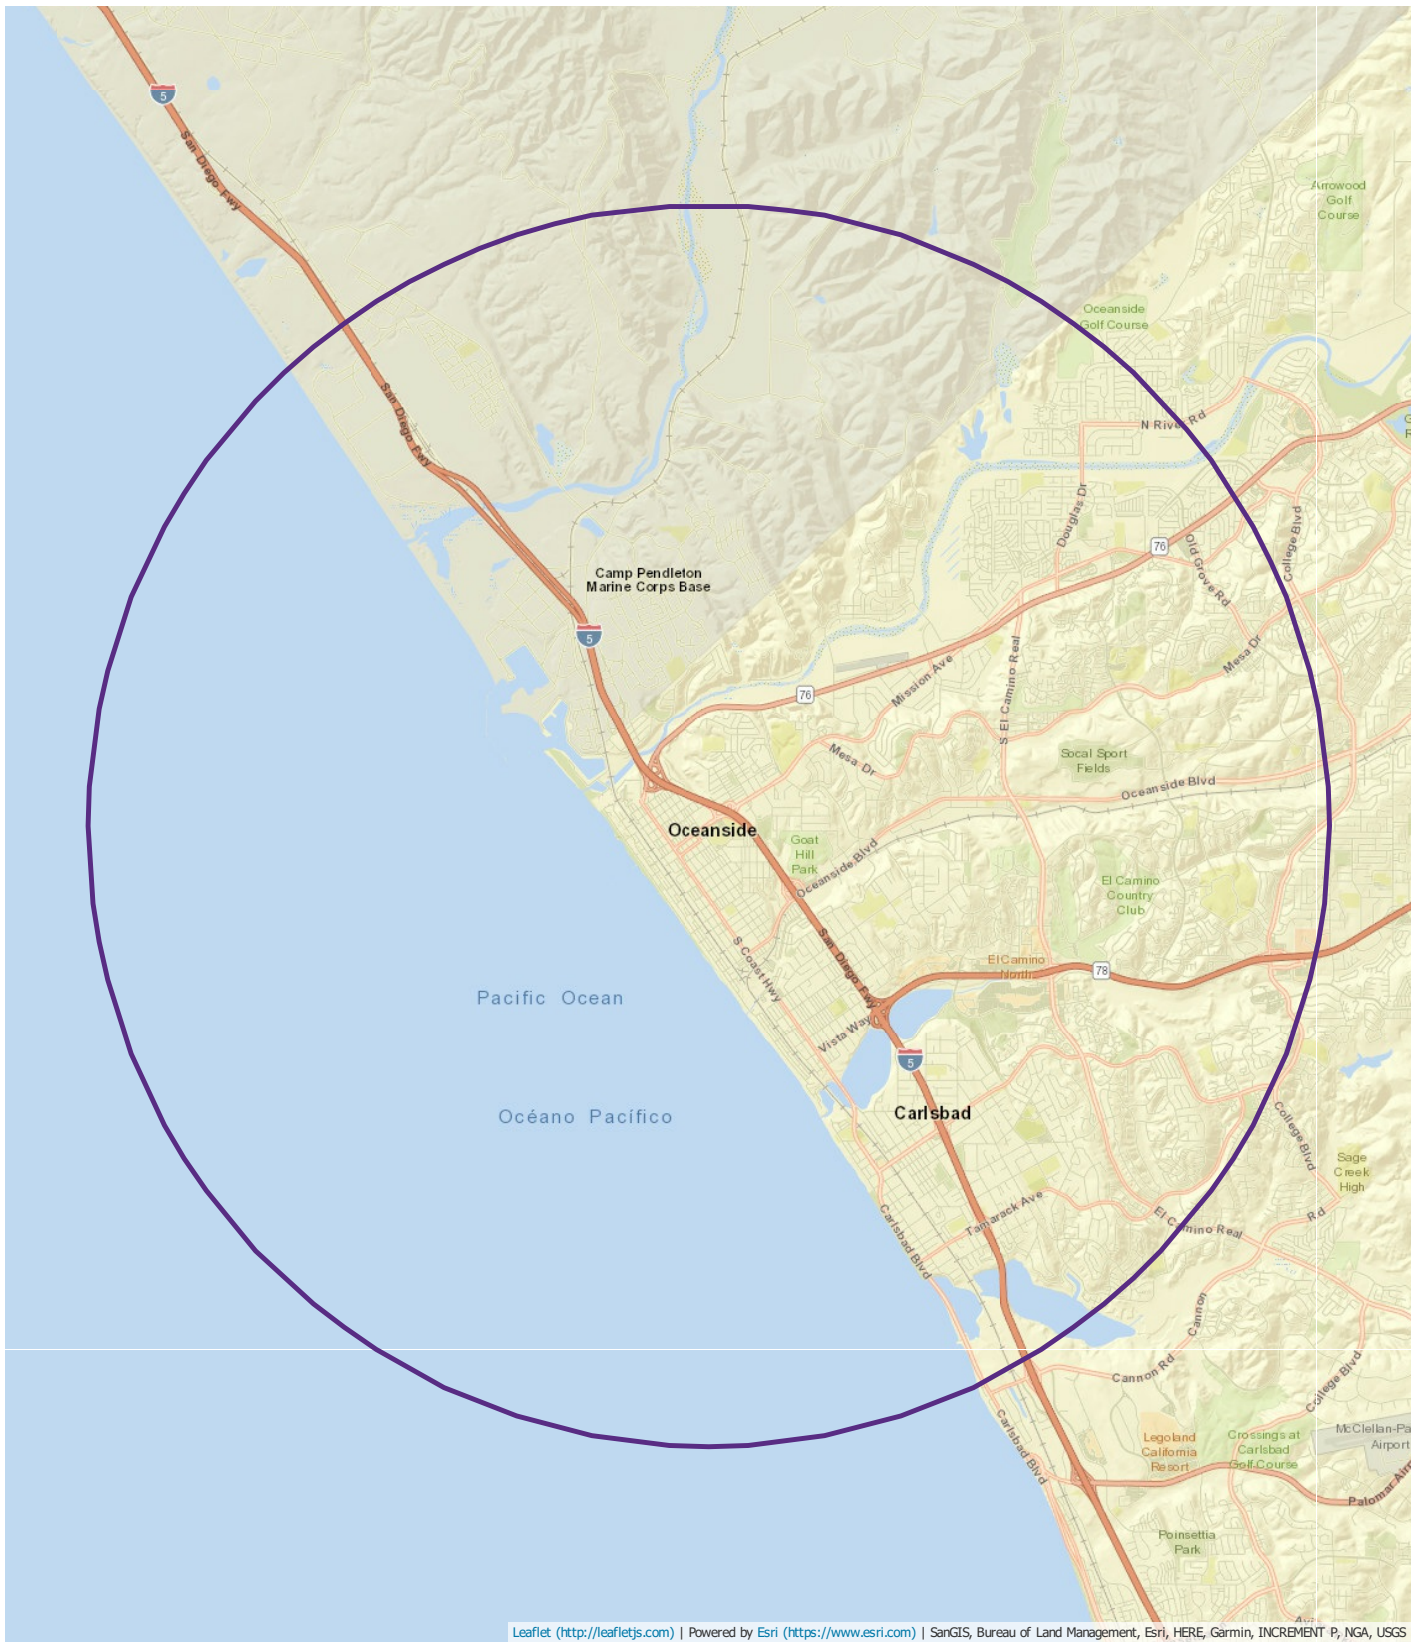 5
San Diego Fwy
Arrowood
Golf
Course
Oceanside
Golf Course
San Diego Fwy
N River Rd
Douglas Dr
College Blvd
76
Old Grove Rd
Camp Pendleton
Marine Corps Base
5
Mesa Dr
S El Camino Real
Mission Ave
76
Mesa Dr
Socal Sport
Fields
Oceanside Blvd
Oceanside
Goat
Hill
Park
Oceanside Blvd
El Camino
Country
Club
S Coast Hwy
San Diego Fwy
El Camino
North
78
Pacific Ocean
Vista Way
5
Océano Pacífico
Carlsbad
College Blvd
Sage
Creek
High
Tamarack Ave
El Camino Real
Rd
Carlsbad Blvd
Cannon
Cannon Rd
College Blvd
Carlsbad Blvd
Legoland
California
Resort
Crossings at
Carlsbad
Golf Course
McClellan-Pa
Airport
Palomar Air
Poinsettia
Park
Leaflet (http://leafletjs.com) | Powered by Esri (https://www.esri.com) | SanGIS, Bureau of Land Management, Esri, HERE, Garmin, INCREMENT P, NGA, USGS